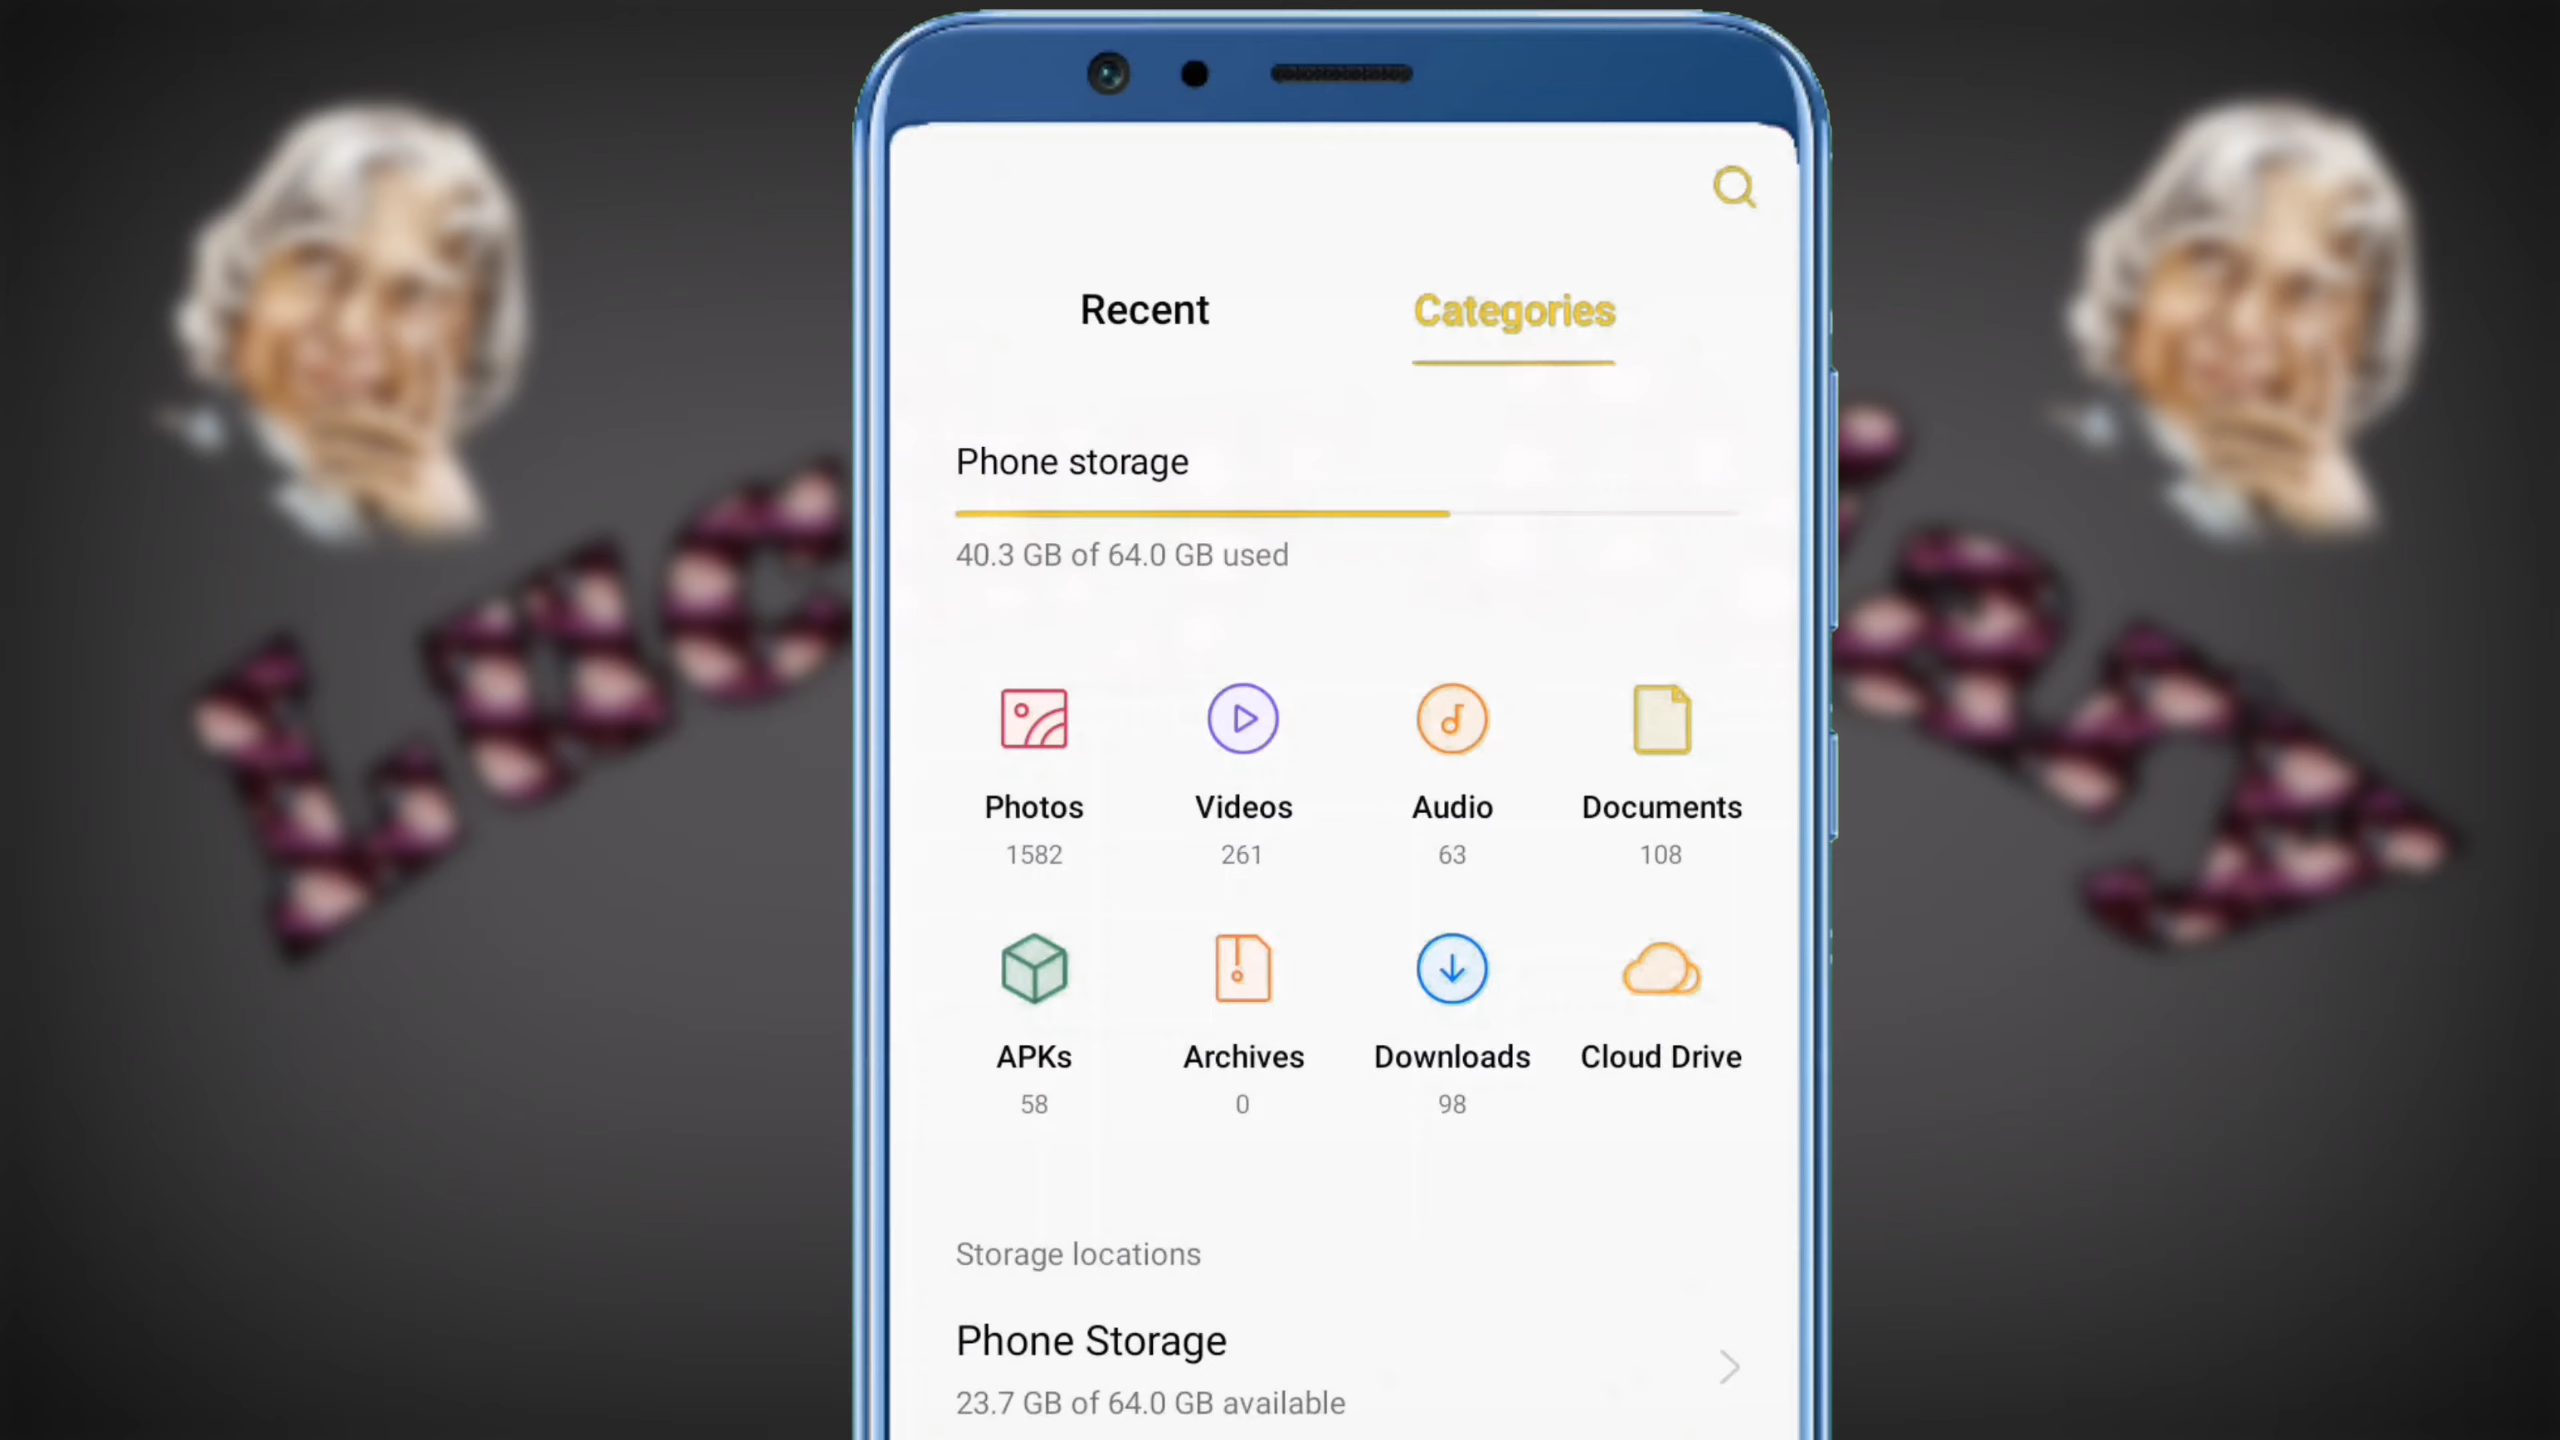 Recent Categories
Phone storage
40.3 GB of 64.0 GB used
Photos Videos Audio Documents
1582 261 63 108
APKs Archives Downloads Cloud Drive
58 0 98
Storage locations
Phone Storage
23.7 GB of 64.0 GB available